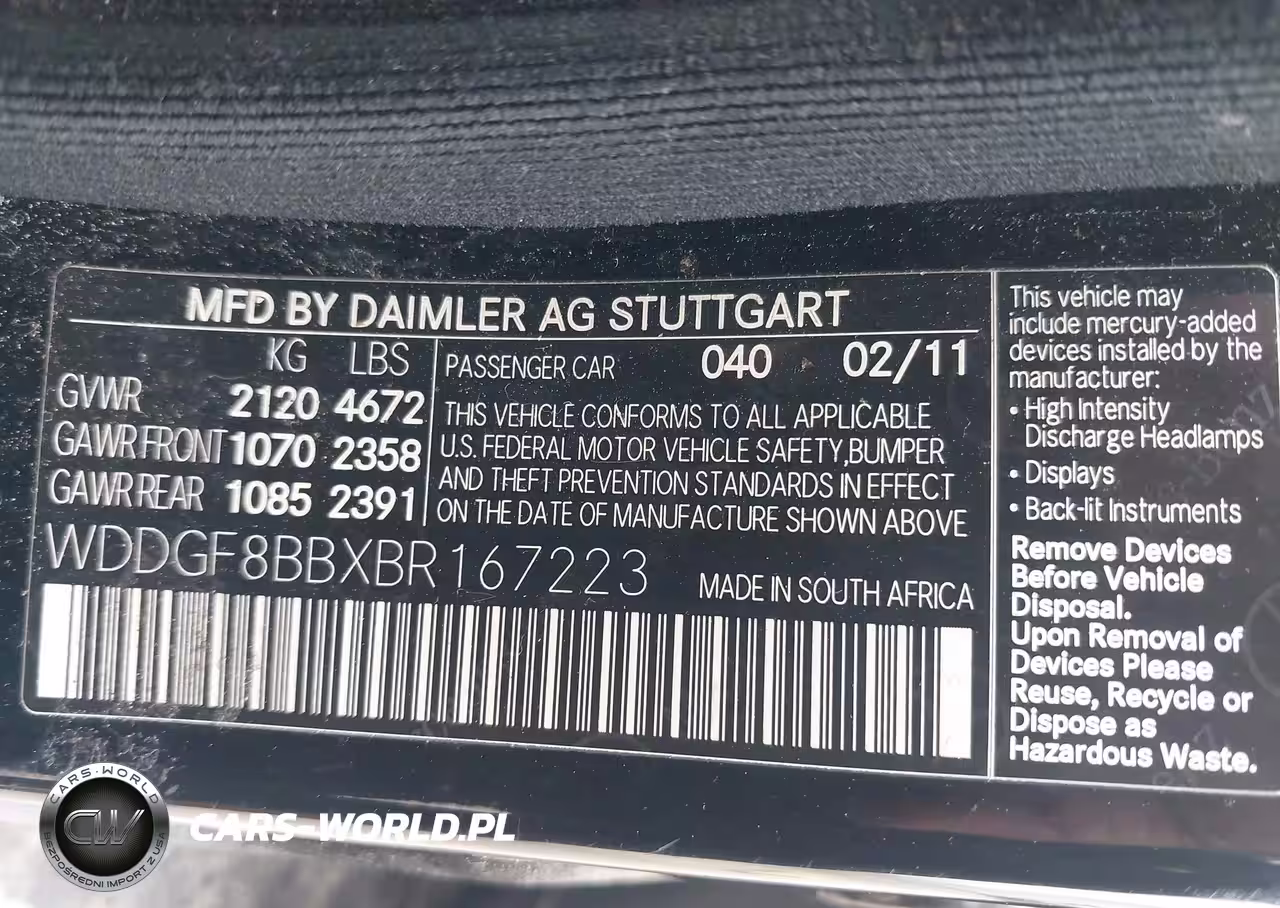 MFD BY DAIMLER AG STUTTGART
KG LBS
GVWR 2120 4672
GAWR FRONT 1070 2358
GAWR REAR 1085 2391
PASSENGER CAR 040 02/11
THIS VEHICLE CONFORMS TO ALL APPLICABLE
U.S. FEDERAL MOTOR VEHICLE SAFETY,BUMPER
AND THEFT PREVENTION STANDARDS IN EFFECT
ON THE DATE OF MANUFACTURE SHOWN ABOVE
WDDGF8BBXBR167223
MADE IN SOUTH AFRICA
This vehicle may
include mercury-added
devices installed by the
manufacturer:
• High Intensity
Discharge Headlamps
• Displays
• Back-lit Instruments
Remove Devices
Before Vehicle
Disposal.
Upon Removal of
Devices Please
Reuse, Recycle or
Dispose as
Hazardous Waste.
CARS-WORLD
CW
BEZPOŚREDNI IMPORT Z USA
CARS-WORLD.PL